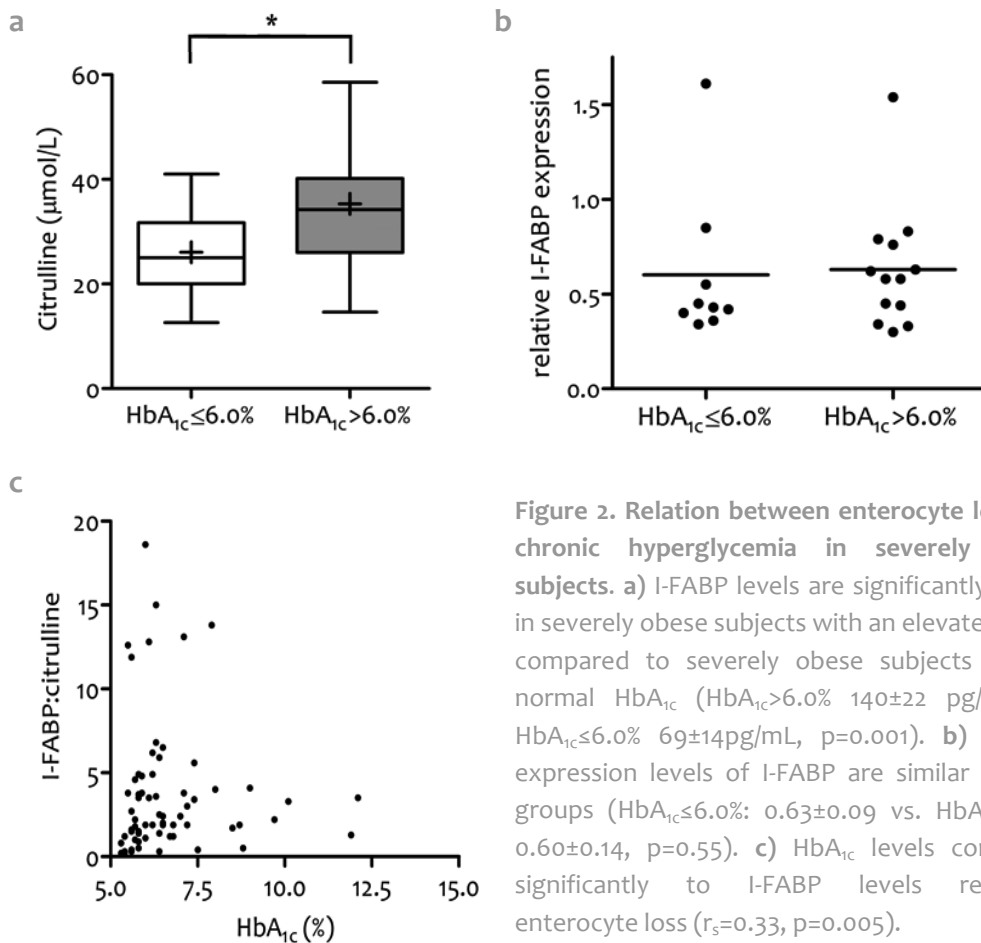 a
*
60
40
20
0
Citrulline (µmol/L)
HbA1c≤6.0%
HbA1c>6.0%
b
1.5
1.0
0.5
0.0
relative I-FABP expression
HbA1c≤6.0%
HbA1c>6.0%
c
20
15
10
5
0
I-FABP:citrulline
5.0
7.5
10.0
12.5
15.0
HbA1c (%)
Figure 2. Relation between enterocyte
chronic hyperglycemia in severely
subjects. a) I-FABP levels are significantly
in severely obese subjects with an elevate
compared to severely obese subjects
normal HbA1c (HbA1c>6.0% 140±22 pg/
HbA1c≤6.0% 69±14pg/mL, p=0.001). b)
expression levels of I-FABP are similar
groups (HbA1c≤6.0%: 0.63±0.09 vs. HbA
0.60±0.14, p=0.55). c) HbA1c levels cor
significantly to I-FABP levels re
enterocyte loss (rs=0.33, p=0.005).